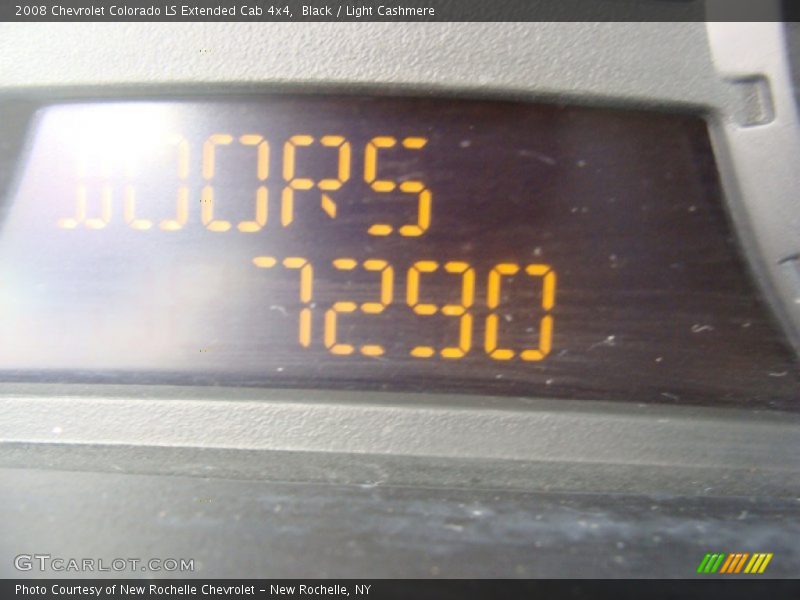 2008 Chevrolet Colorado LS Extended Cab 4x4, Black / Light Cashmere
DOORS
7290
GTCARLOT.COM
Photo Courtesy of New Rochelle Chevrolet - New Rochelle, NY